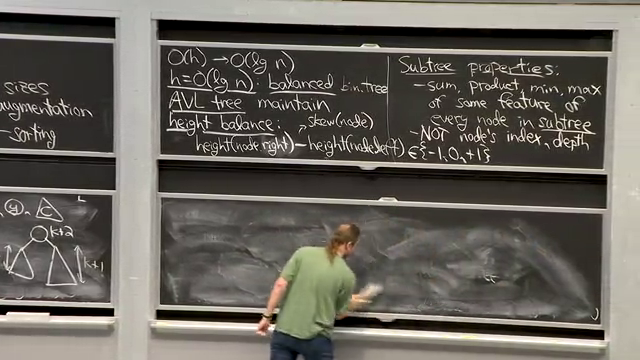 sizes
augmentation
- sorting
O(h) → O(lg n)
h = O(lg n): balanced bin. tree
AVL tree maintain
height balance: skew(node)
height(node.right) - height(node.left) ∈ {-1, 0, +1}
Subtree properties:
- sum, product, min, max
of same feature of
every node in subtree
- NOT node's index, depth
y C L
k+2
k+1